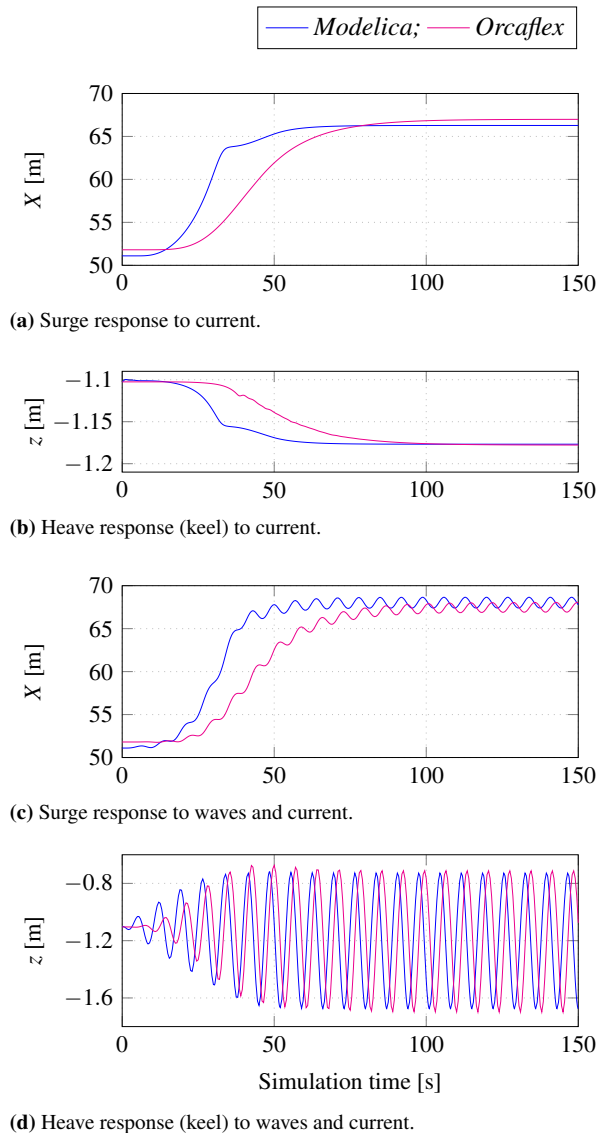 Modelica; Orcaflex
70
65
60
55
50
X [m]
0 50 100 150
(a) Surge response to current.
−1.1
−1.15
−1.2
z [m]
0 50 100 150
(b) Heave response (keel) to current.
70
65
60
55
50
X [m]
0 50 100 150
(c) Surge response to waves and current.
−0.8
−1.2
−1.6
z [m]
0 50 100 150
Simulation time [s]
(d) Heave response (keel) to waves and current.